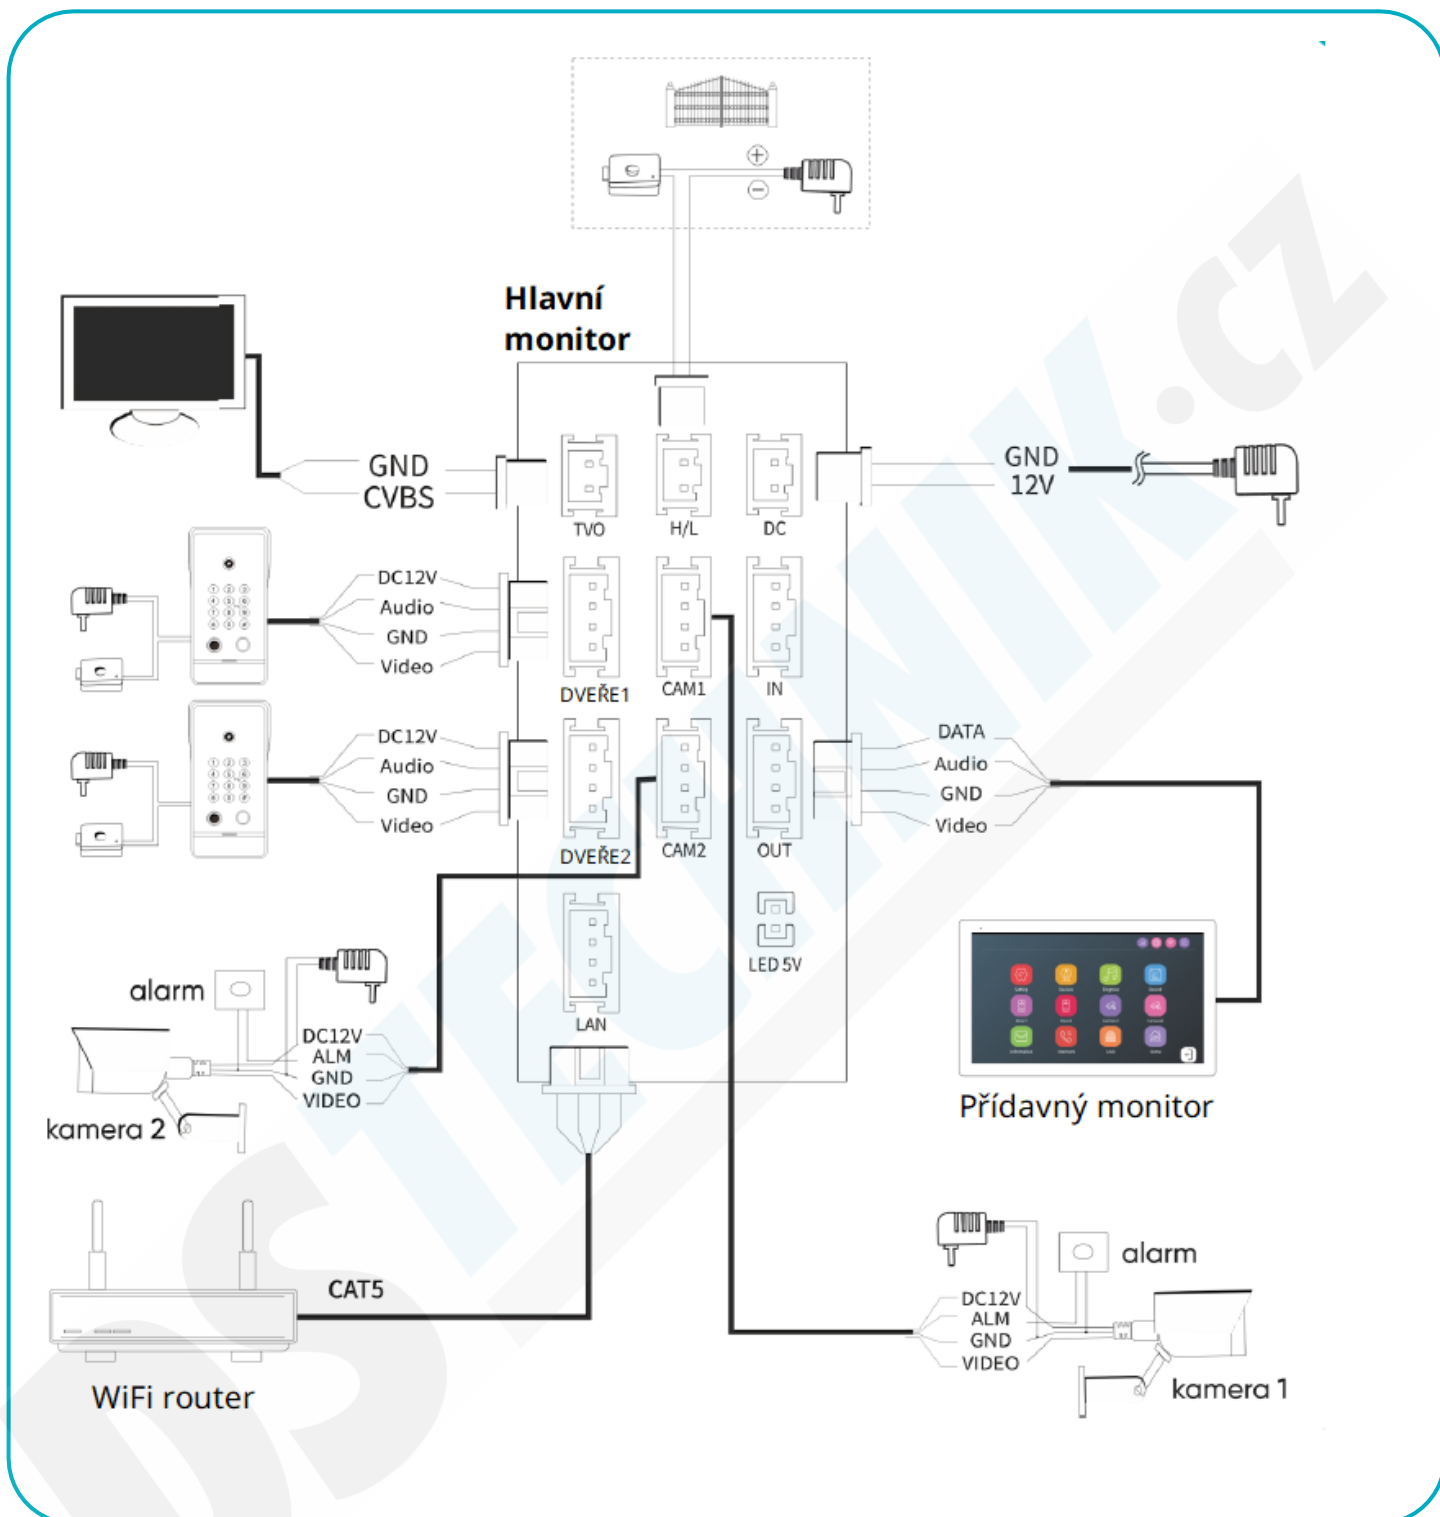 Hlavní
monitor
GND
CVBS
GND
12V
TVO
H/L
DC
DC12V
Audio
GND
Video
DVEŘE1
CAM1
IN
DC12V
Audio
GND
Video
DVEŘE2
CAM2
OUT
DATA
Audio
GND
Video
LED 5V
LAN
alarm
DC12V
ALM
GND
VIDEO
kamera 2
Přídavný monitor
CAT5
WiFi router
alarm
DC12V
ALM
GND
VIDEO
kamera 1
DSTECHNIK.cz